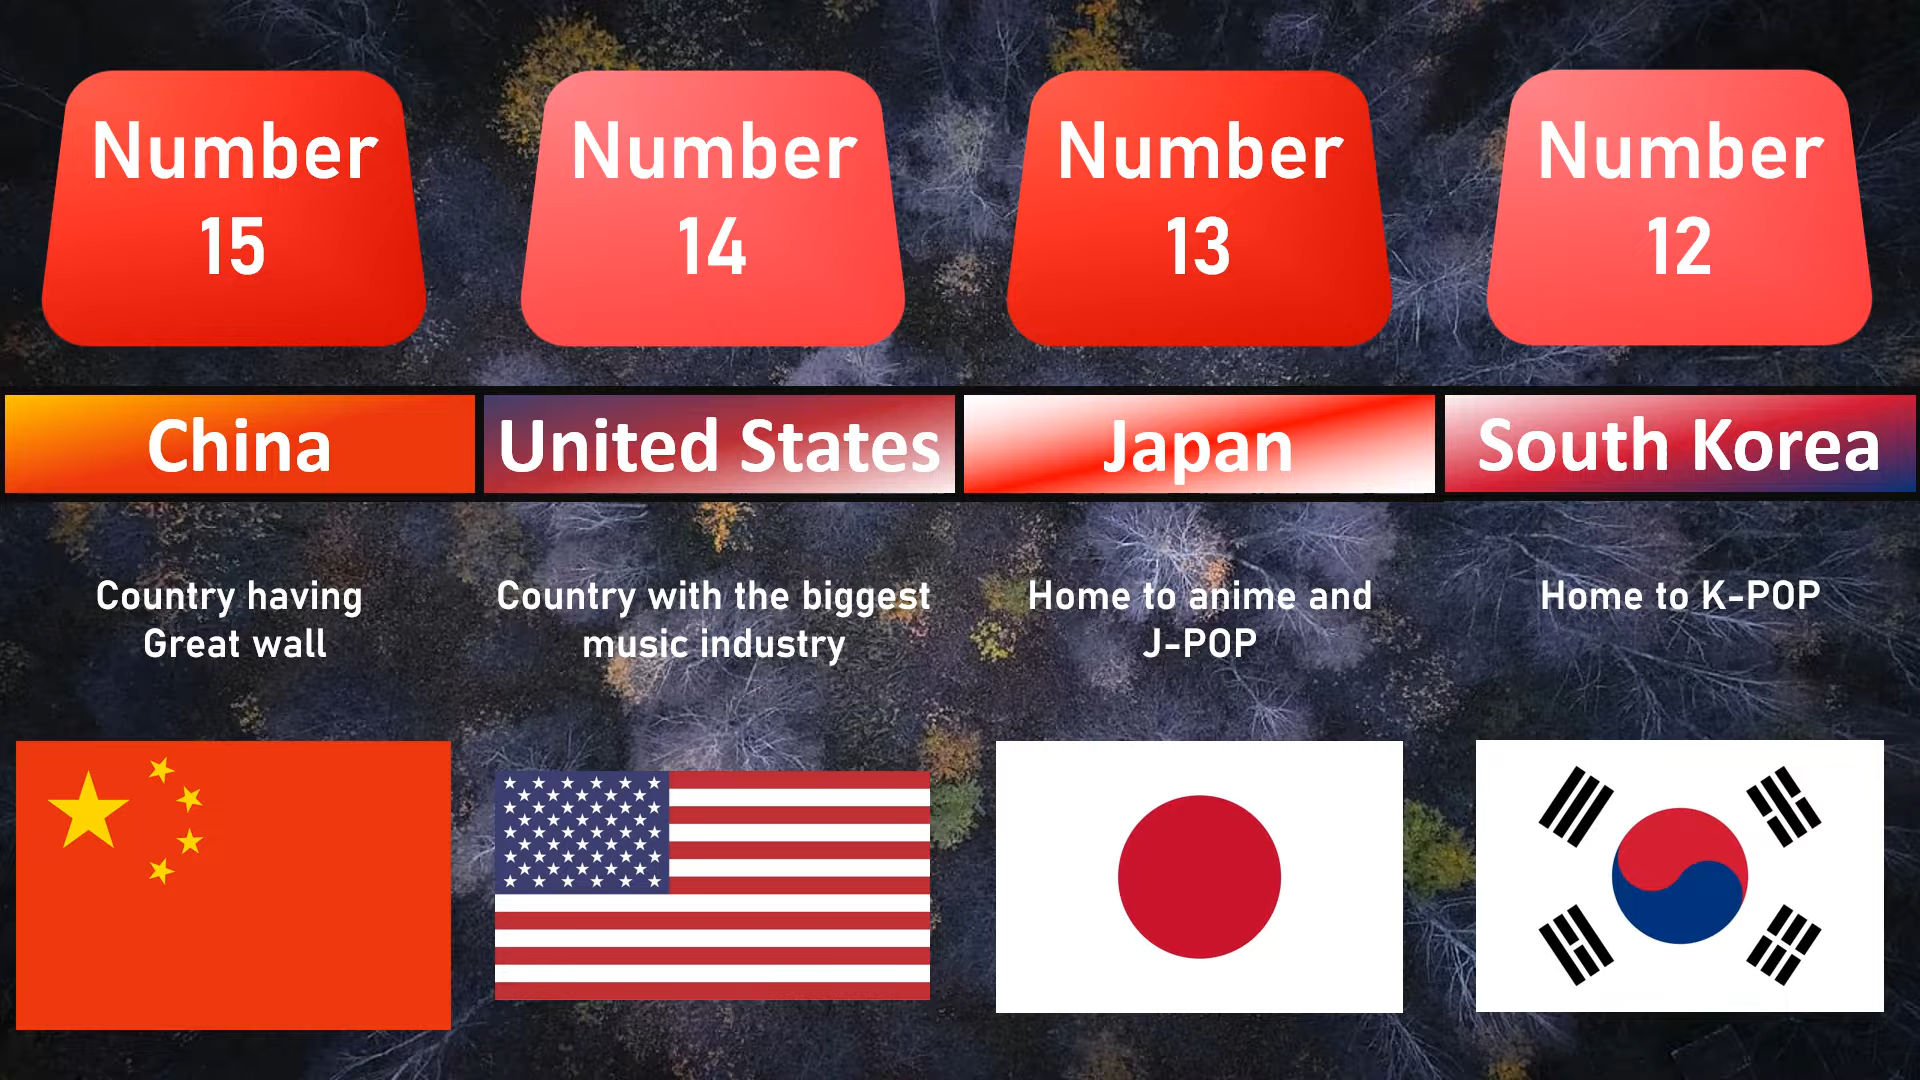 Number
15
Number
14
Number
13
Number
12
China
United States
Japan
South Korea
Country having
Great wall
Country with the biggest
music industry
Home to anime and
J-POP
Home to K-POP